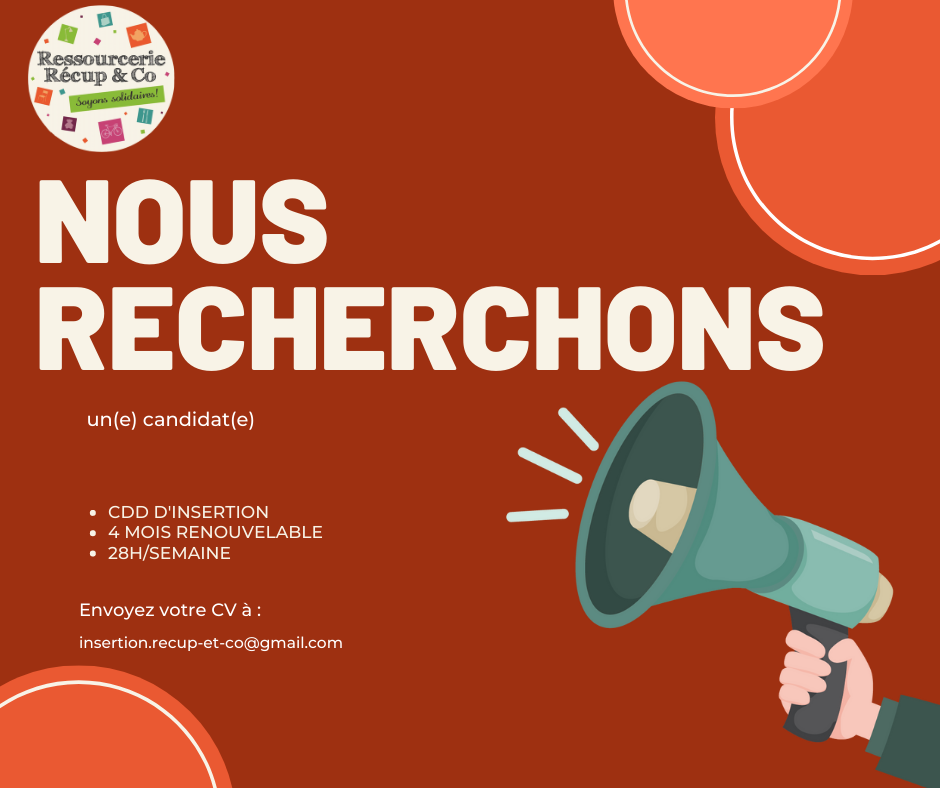 Ressourcerie
Récup & Co
Soyons solidaires!
NOUS
RECHERCHONS
un(e) candidat(e)
CDD D'INSERTION
4 MOIS RENOUVELABLE
28H/SEMAINE
Envoyez votre CV à :
insertion.recup-et-co@gmail.com